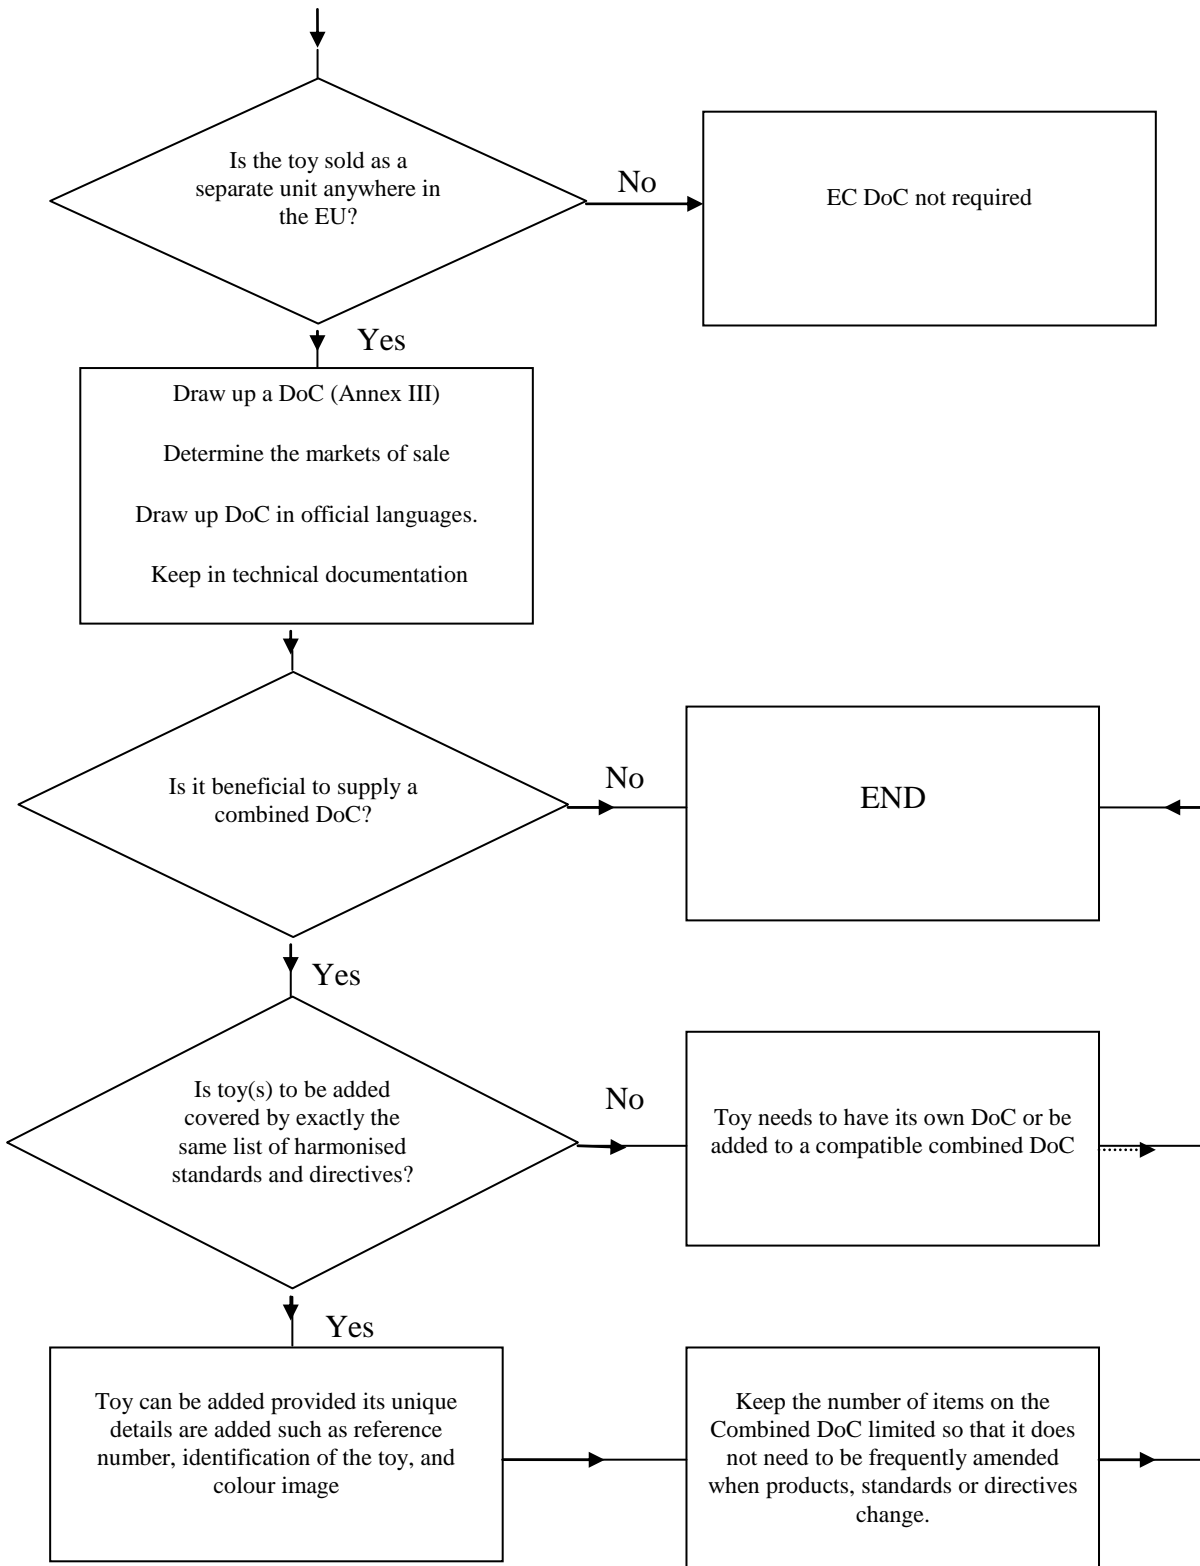 Is the toy sold as a
separate unit anywhere in
the EU?
No
EC DoC not required
Yes
Draw up a DoC (Annex III)
Determine the markets of sale
Draw up DoC in official languages.
Keep in technical documentation
Is it beneficial to supply a
combined DoC?
No
END
Yes
Is toy(s) to be added
covered by exactly the
same list of harmonised
standards and directives?
No
Toy needs to have its own DoC or be
added to a compatible combined DoC
Yes
Toy can be added provided its unique
details are added such as reference
number, identification of the toy, and
colour image
Keep the number of items on the
Combined DoC limited so that it does
not need to be frequently amended
when products, standards or directives
change.